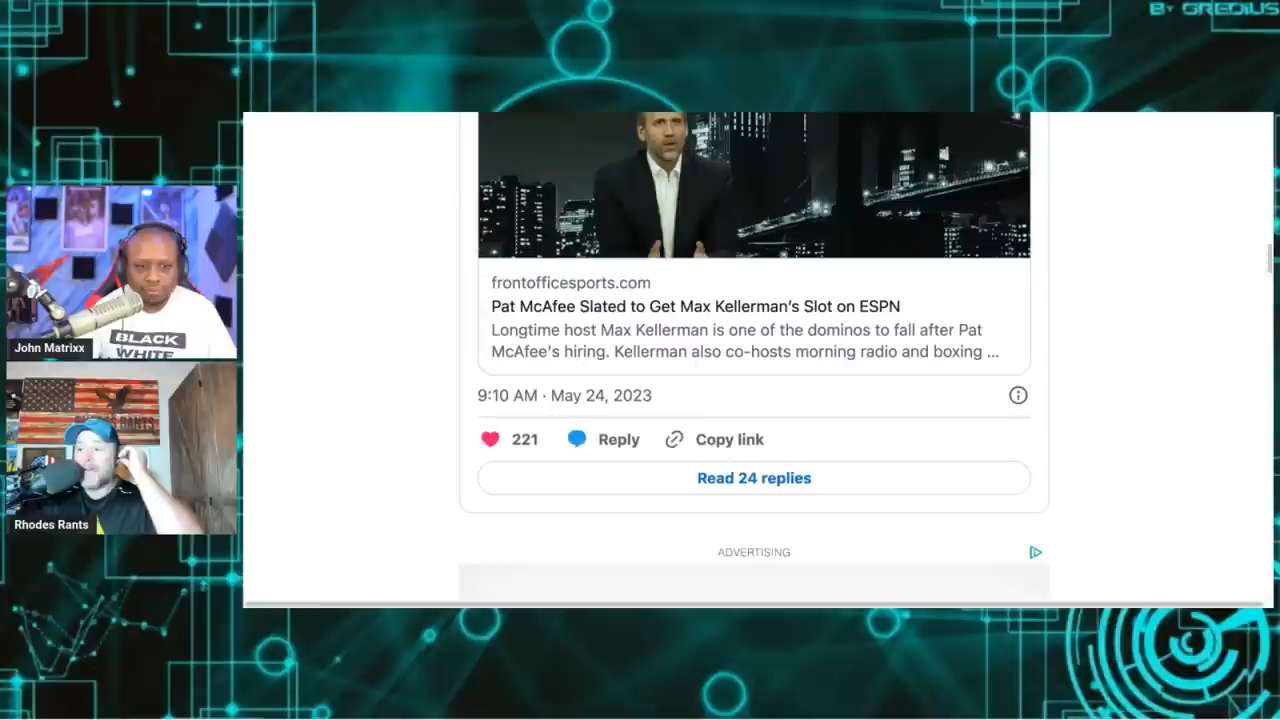 BY GREDIUS
John Matrixx
BLACK
WHITE
Rhodes Rants
frontofficesports.com
Pat McAfee Slated to Get Max Kellerman's Slot on ESPN
Longtime host Max Kellerman is one of the dominos to fall after Pat
McAfee's hiring. Kellerman also co-hosts morning radio and boxing ...
9:10 AM · May 24, 2023
221 Reply Copy link
Read 24 replies
ADVERTISING